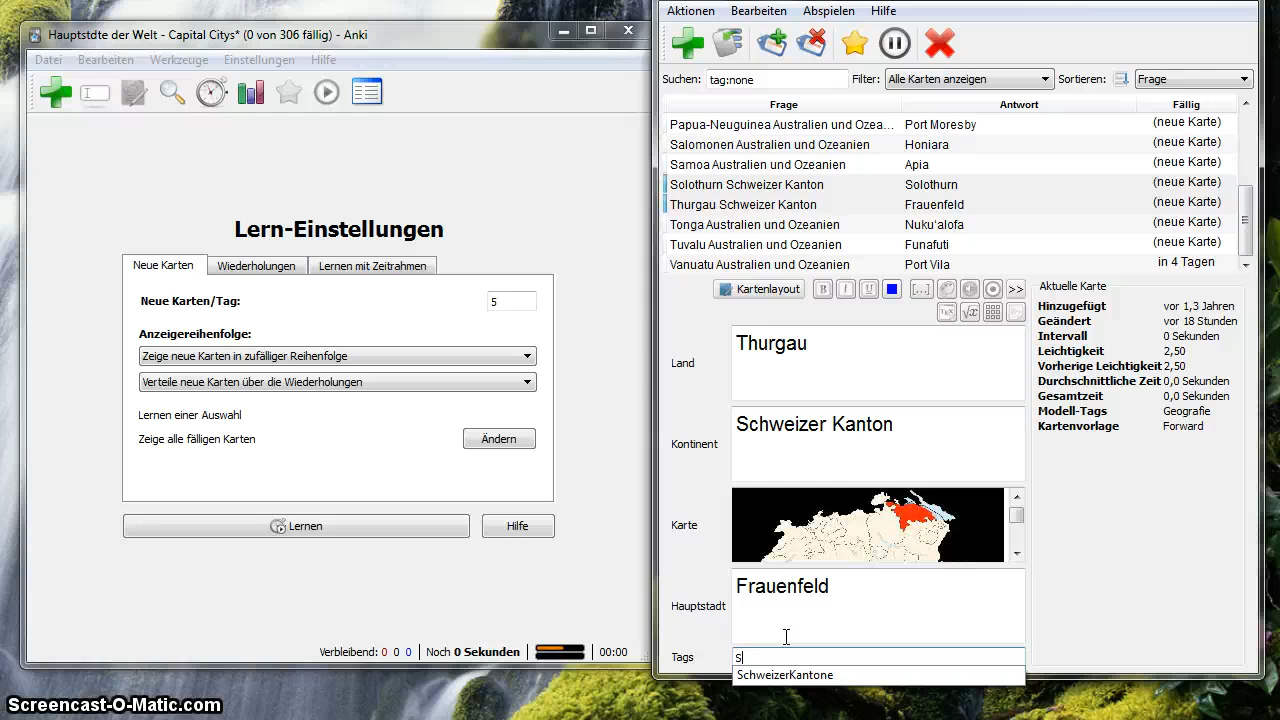 Hauptstdte der Welt - Capital Citys* (0 von 306 fällig) - Anki
Datei Bearbeiten Werkzeuge Einstellungen Hilfe
Lern-Einstellungen
Neue Karten Wiederholungen Lernen mit Zeitrahmen
Neue Karten/Tag: 5
Anzeigereihenfolge:
Zeige neue Karten in zufälliger Reihenfolge
Verteile neue Karten über die Wiederholungen
Lernen einer Auswahl
Zeige alle fälligen Karten Ändern
Lernen Hilfe
Verbleibend: 0 0 0 Noch 0 Sekunden 00:00
Aktionen Bearbeiten Abspielen Hilfe
Suchen: tag:none Filter: Alle Karten anzeigen Sortieren: Frage
Frage Antwort Fällig
Papua-Neuguinea Australien und Ozea... Port Moresby (neue Karte)
Salomonen Australien und Ozeanien Honiara (neue Karte)
Samoa Australien und Ozeanien Apia (neue Karte)
Solothurn Schweizer Kanton Solothurn (neue Karte)
Thurgau Schweizer Kanton Frauenfeld (neue Karte)
Tonga Australien und Ozeanien Nuku‘alofa (neue Karte)
Tuvalu Australien und Ozeanien Funafuti (neue Karte)
Vanuatu Australien und Ozeanien Port Vila in 4 Tagen
Kartenlayout B I U [...] >>
TEX √x
Land Thurgau
Kontinent Schweizer Kanton
Karte
Hauptstadt Frauenfeld
Tags S
SchweizerKantone
Aktuelle Karte
Hinzugefügt vor 1,3 Jahren
Geändert vor 18 Stunden
Intervall 0 Sekunden
Leichtigkeit 2,50
Vorherige Leichtigkeit 2,50
Durchschnittliche Zeit 0,0 Sekunden
Gesamtzeit 0,0 Sekunden
Modell-Tags Geografie
Kartenvorlage Forward
Screencast-O-Matic.com